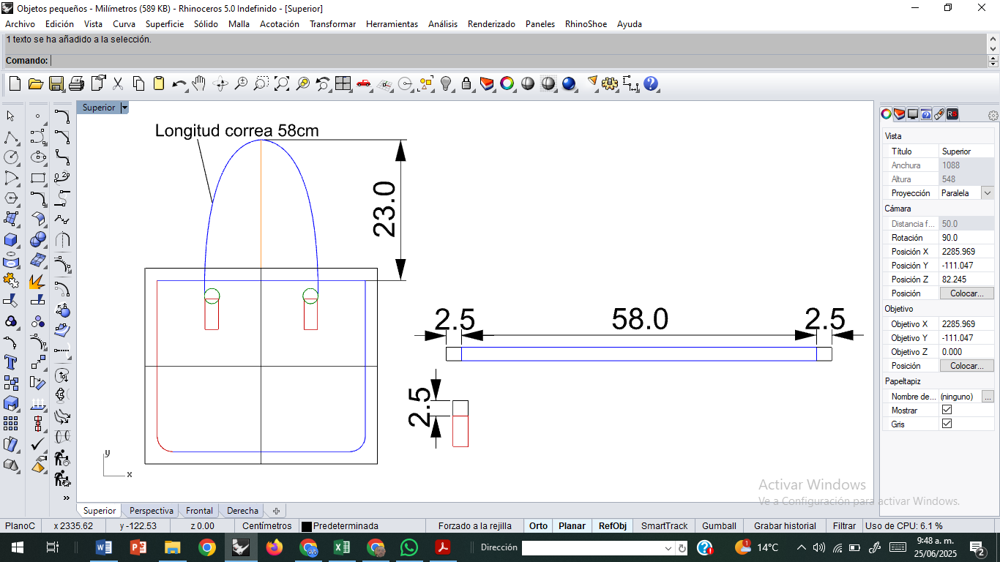 Objetos pequeños - Milímetros (589 KB) - Rhinoceros 5.0 Indefinido - [Superior]
Archivo Edición Vista Curva Superficie Sólido Malla Acotación Transformar Herramientas Análisis Renderizado Paneles RhinoShoe Ayuda
1 texto se ha añadido a la selección.
Comando:
Superior
Longitud correa 58cm
23.0
2.5 58.0 2.5
2.5
y
x
Vista
Título Superior
Anchura 1088
Altura 548
Proyección Paralela
Cámara
Distancia f... 50.0
Rotación 90.0
Posición X 2285.969
Posición Y -111.047
Posición Z 82.245
Posición Colocar...
Objetivo
Objetivo X 2285.969
Objetivo Y -111.047
Objetivo Z 0.000
Posición Colocar...
Papeltapiz
Nombre de... (ninguno) ...
Mostrar
Gris
Activar Windows
Ve a Configuración para activar Windows.
Superior Perspectiva Frontal Derecha
PlanoC x 2335.62 y -122.53 z 0.00 Centímetros Predeterminada Forzado a la rejilla Orto Planar RefObj SmartTrack Gumball Grabar historial Filtrar Uso de CPU: 6.1 %
Dirección 14°C 9:48 a. m.
25/06/2025
2